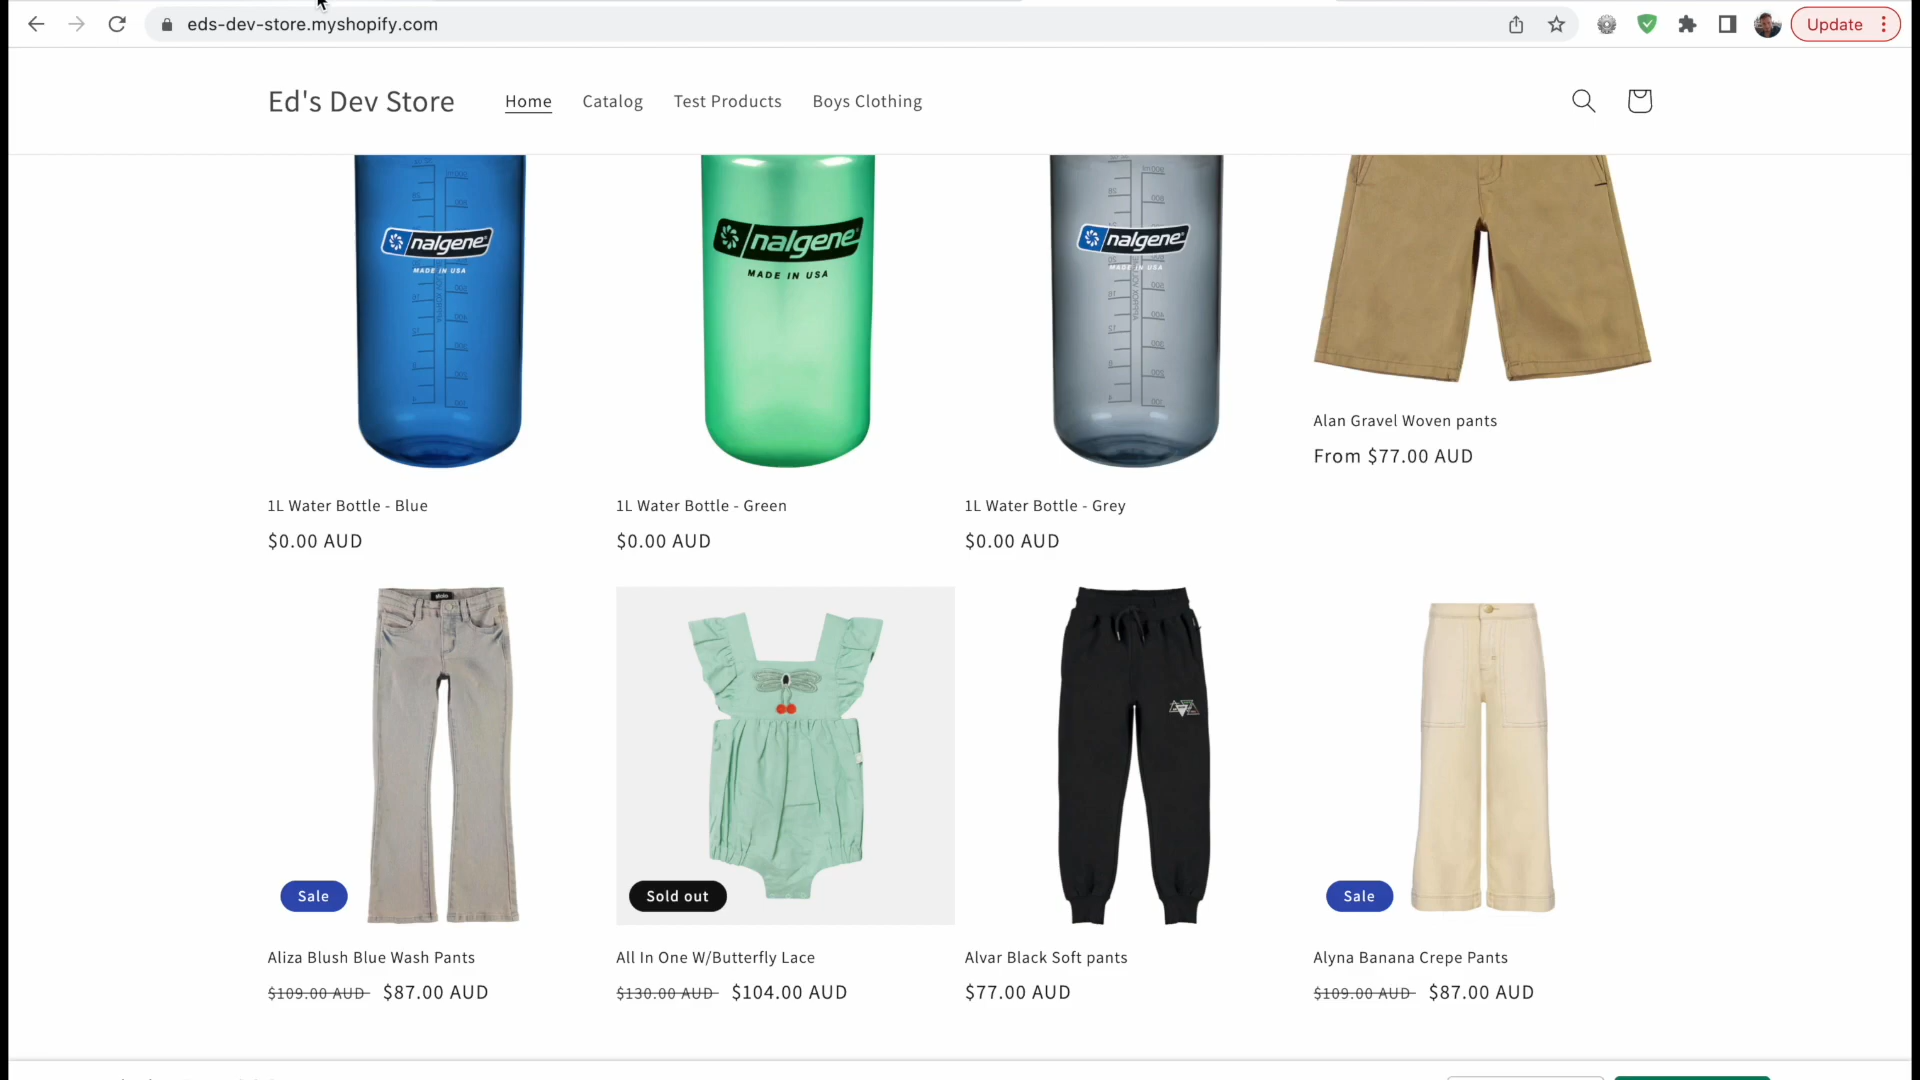 eds-dev-store.myshopify.com
Update
Ed's Dev Store
Home
Catalog
Test Products
Boys Clothing
nalgene
MADE IN USA
nalgene
MADE IN USA
nalgene
MADE IN USA
Alan Gravel Woven pants
From $77.00 AUD
1L Water Bottle - Blue
$0.00 AUD
1L Water Bottle - Green
$0.00 AUD
1L Water Bottle - Grey
$0.00 AUD
Sale
Sold out
Sale
Aliza Blush Blue Wash Pants
$109.00 AUD $87.00 AUD
All In One W/Butterfly Lace
$130.00 AUD $104.00 AUD
Alvar Black Soft pants
$77.00 AUD
Alyna Banana Crepe Pants
$109.00 AUD $87.00 AUD